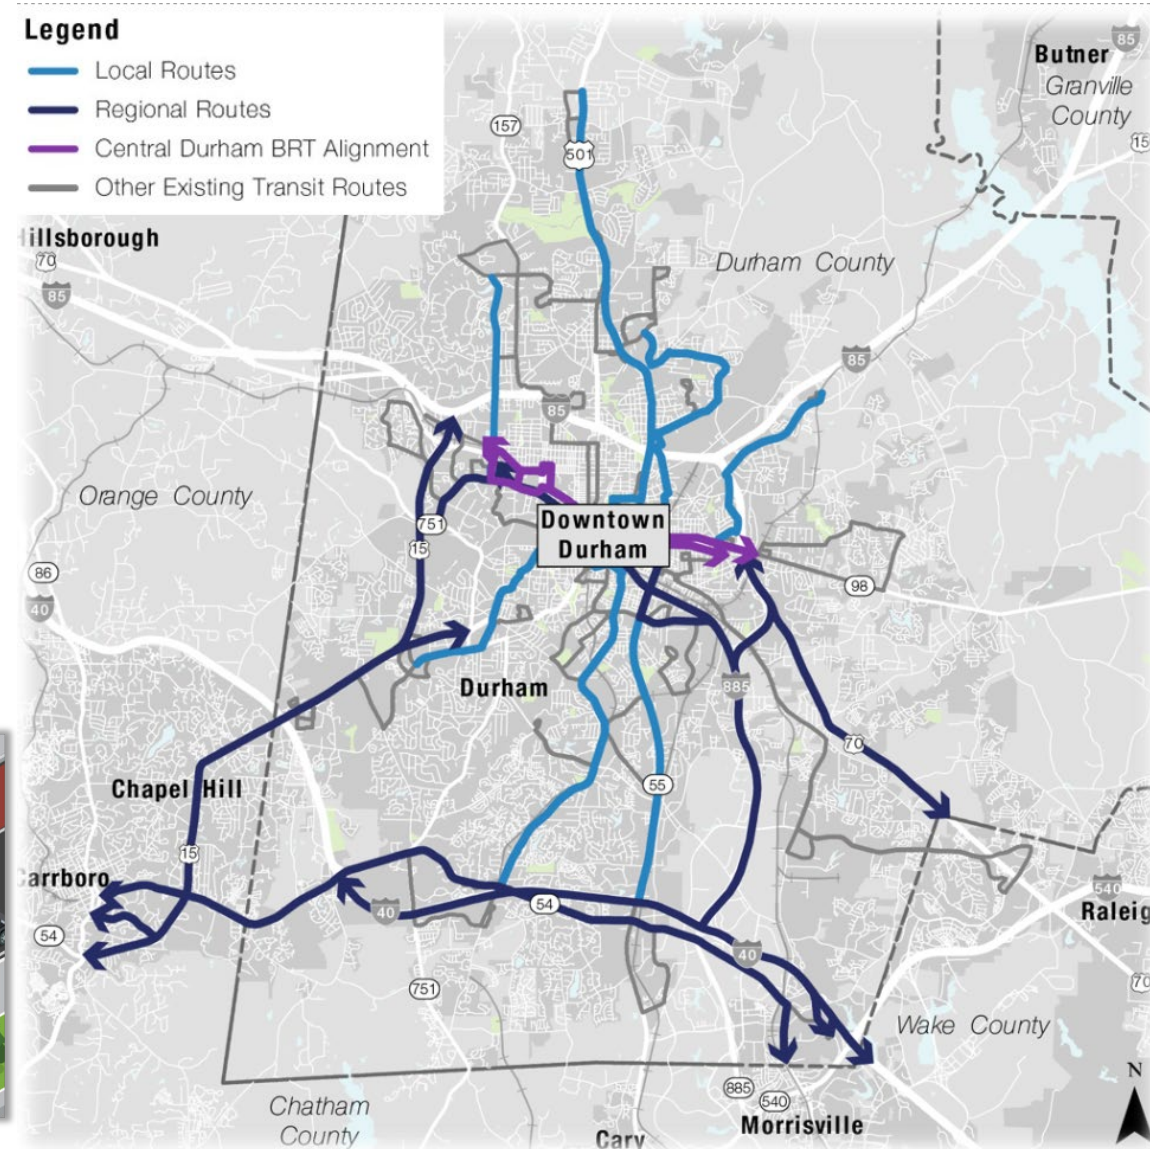 Legend
Local Routes
Regional Routes
Central Durham BRT Alignment
Other Existing Transit Routes
Butner
85
Granville
County
15
157
501
illsborough
70
85
Durham County
85
85
Orange County
751
15
Downtown
Durham
86
40
98
Durham
885
70
55
Chapel Hill
15
arrboro
54
40
54
540
Raleig
40
751
70
Wake County
885
540
Chatham
County
Morrisville
Cary
N